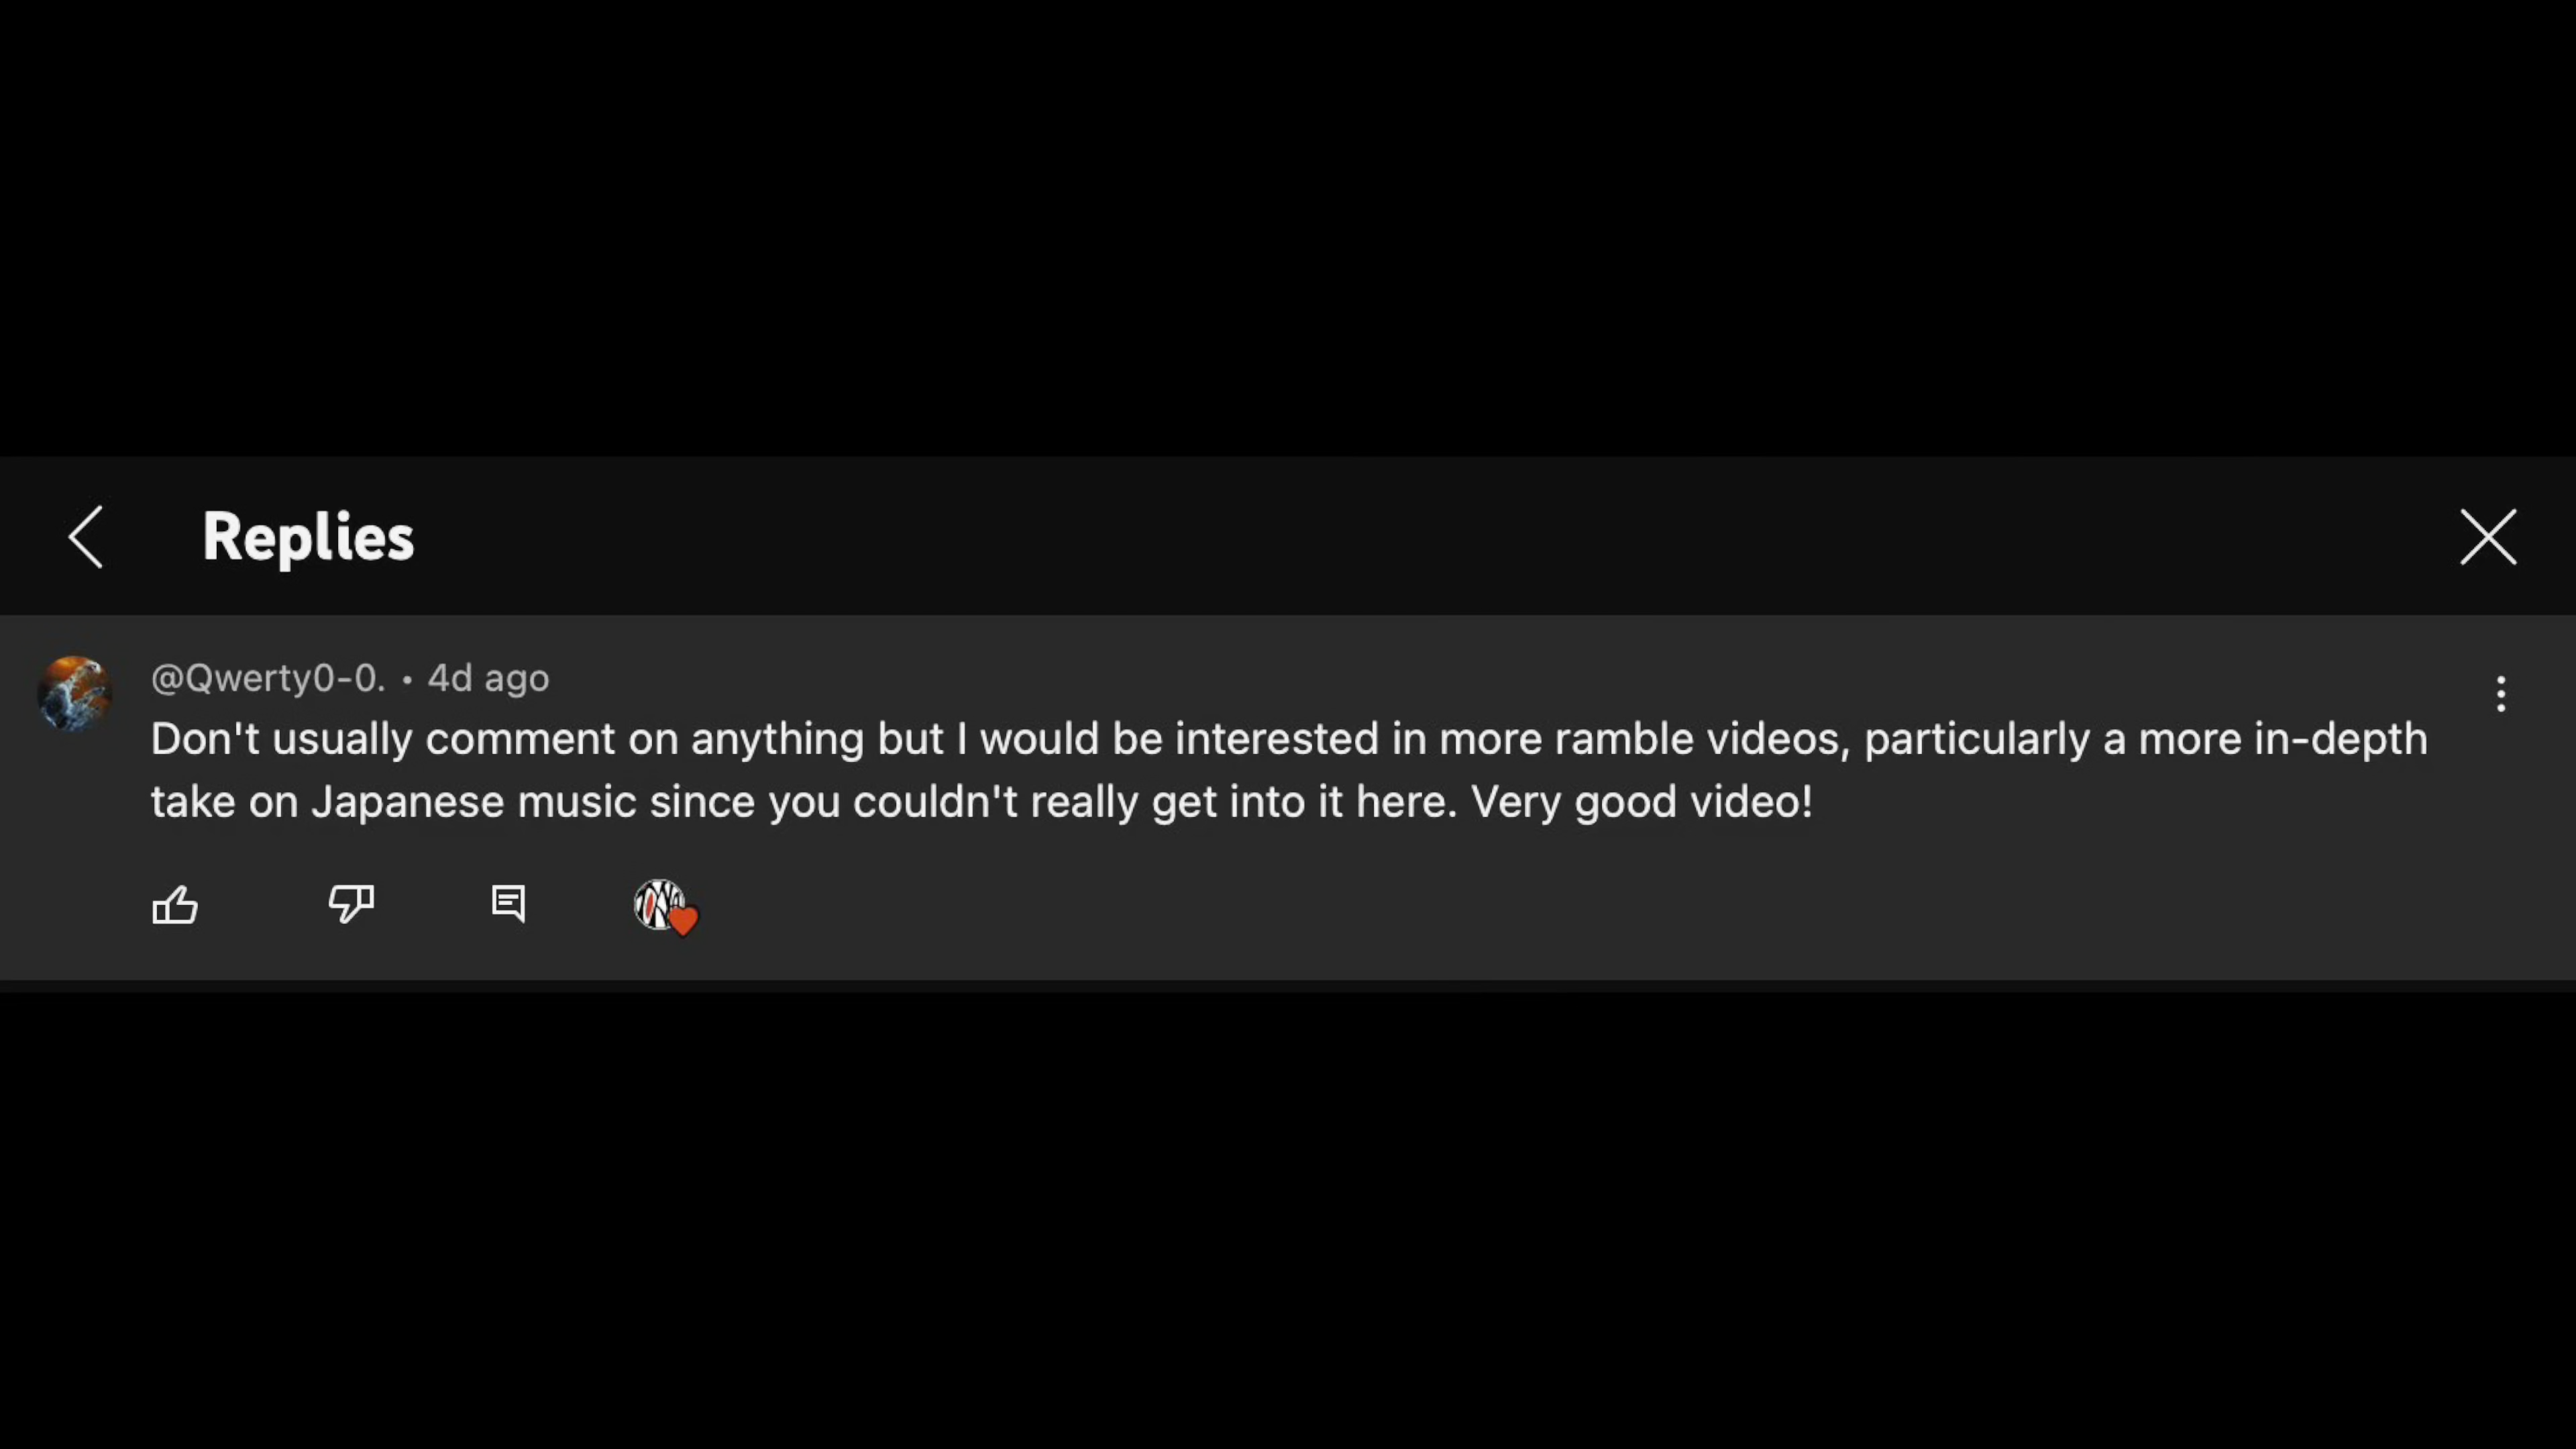 Replies
@Qwerty0-0. • 4d ago
Don't usually comment on anything but I would be interested in more ramble videos, particularly a more in-depth
take on Japanese music since you couldn't really get into it here. Very good video!